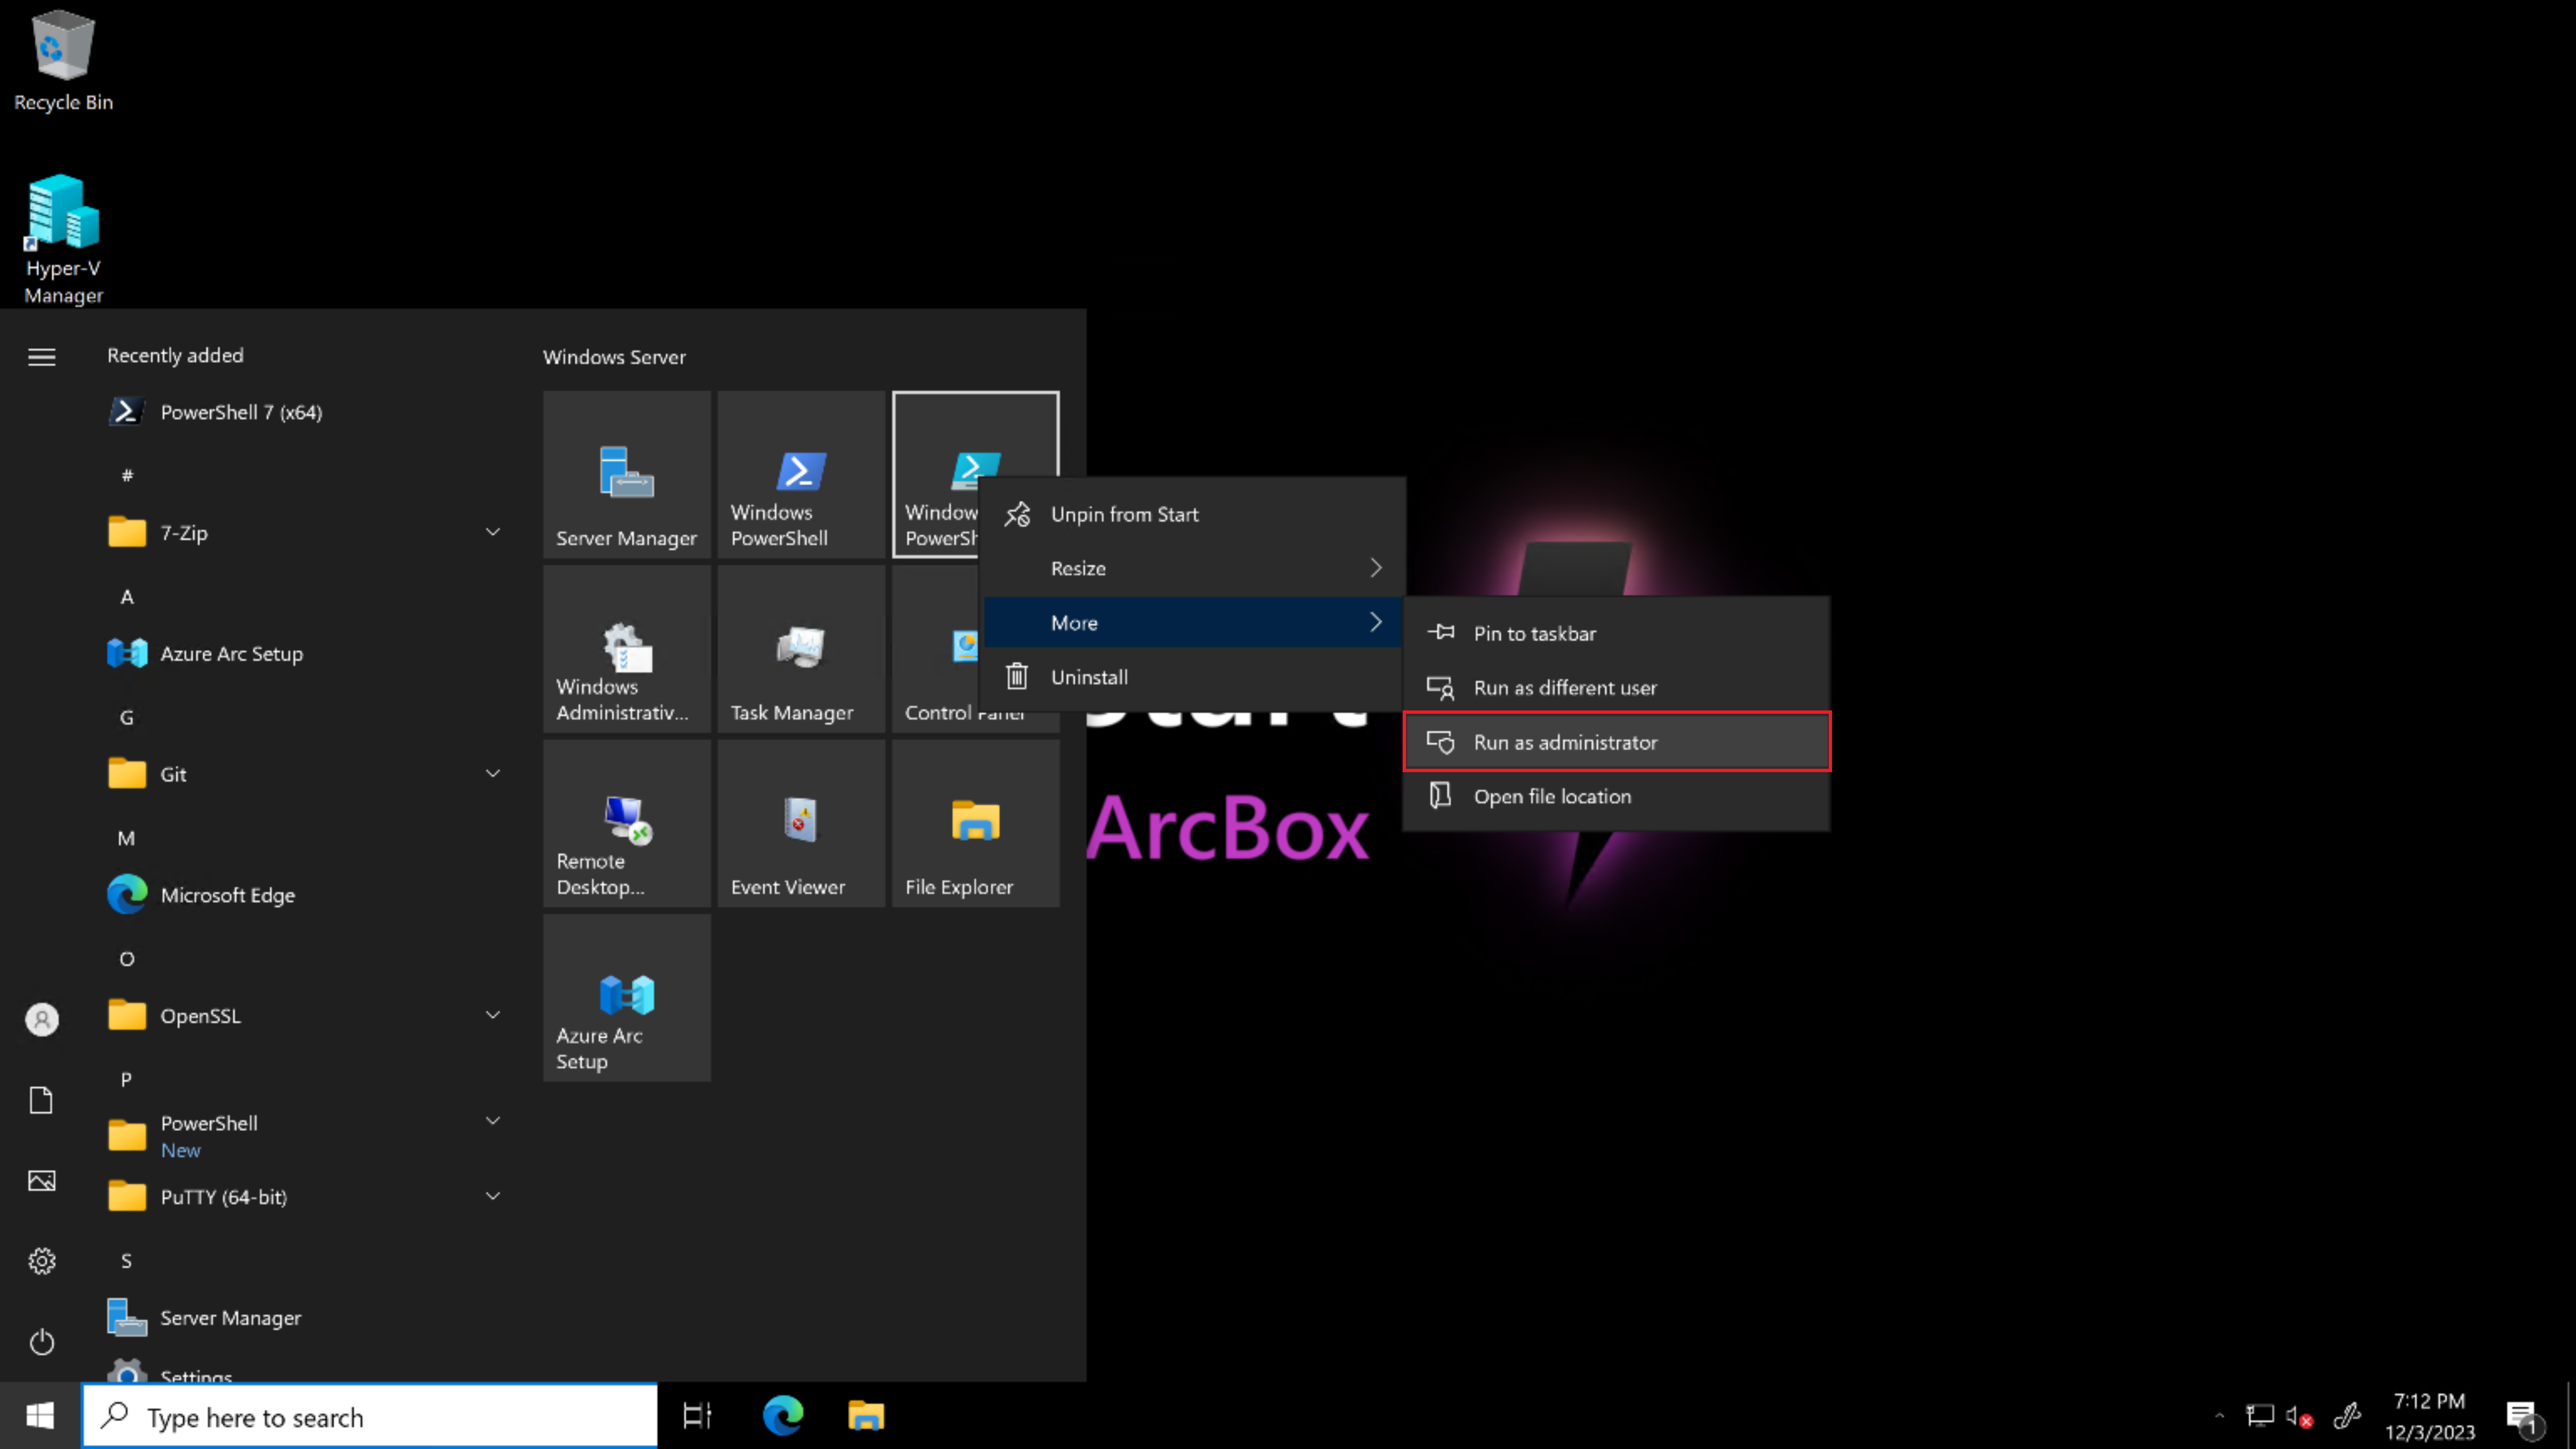 Recycle Bin
Hyper-V
Manager
Recently added
PowerShell 7 (x64)
#
7-Zip
A
Azure Arc Setup
G
Git
M
Microsoft Edge
O
OpenSSL
P
PowerShell
New
PuTTY (64-bit)
S
Server Manager
Settings
Windows Server
Server Manager
Windows
PowerShell
Windows
Administrativ...
Task Manager
Control Panel
Remote
Desktop...
Event Viewer
File Explorer
Azure Arc
Setup
Unpin from Start
Resize
More
Uninstall
Pin to taskbar
Run as different user
Run as administrator
Open file location
ArcBox
Type here to search
7:12 PM
12/3/2023
1